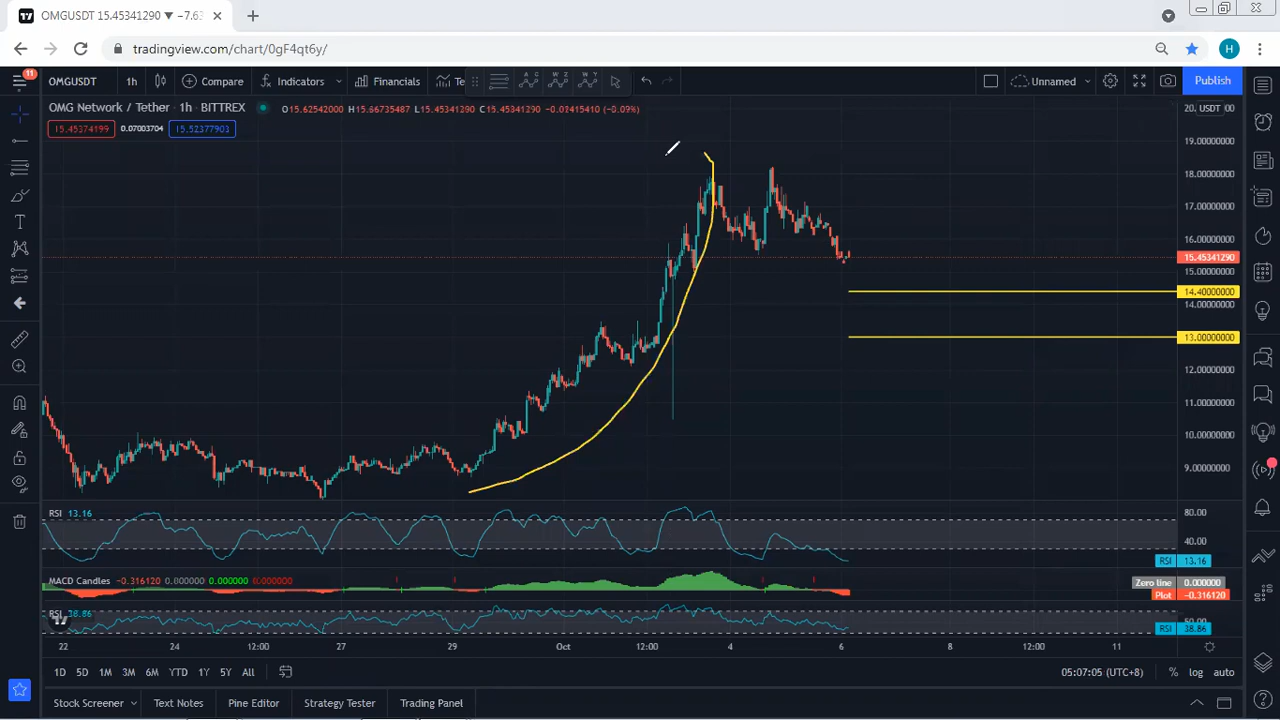 OMGUSDT 15.45341290 ▼ −7.63
tradingview.com/chart/0gF4qt6y/
H
11
OMGUSDT 1h Compare Indicators Financials Te Unnamed Publish
OMG Network / Tether · 1h · BITTREX O15.62542000 H15.66735487 L15.45341290 C15.45341290 −0.07415410 (−0.09%)
15.45374199 0.07003704 15.52377903
USDT
19.00000000
18.00000000
17.00000000
16.00000000
15.45341290
15.00000000
14.40000000
14.00000000
13.00000000
12.00000000
11.00000000
10.00000000
9.00000000
RSI 13.16
80.00
40.00
RSI 13.16
MACD Candles −0.316120 0.000000 0.000000 0.000000
Zero line 0.000000
Plot −0.316120
RSI 38.86
RSI 38.86
22 24 12:00 27 29 Oct 12:00 4 6 8 12:00 11
1D 5D 1M 3M 6M YTD 1Y 5Y All 05:07:05 (UTC+8) % log auto
Stock Screener Text Notes Pine Editor Strategy Tester Trading Panel